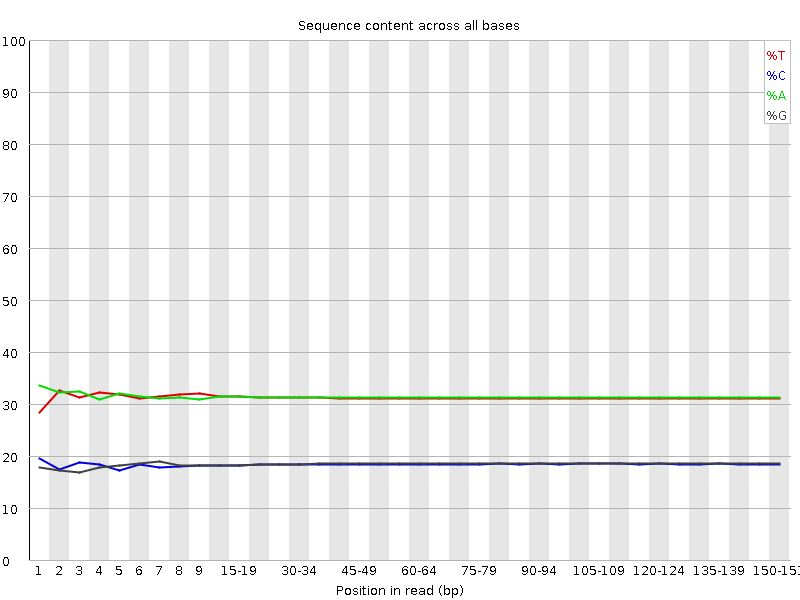 Sequence content across all bases
100
90
80
70
60
50
40
30
20
10
0
%T
%C
%A
%G
1 2 3 4 5 6 7 8 9 15-19 30-34 45-49 60-64 75-79 90-94 105-109 120-124 135-139 150-151
Position in read (bp)